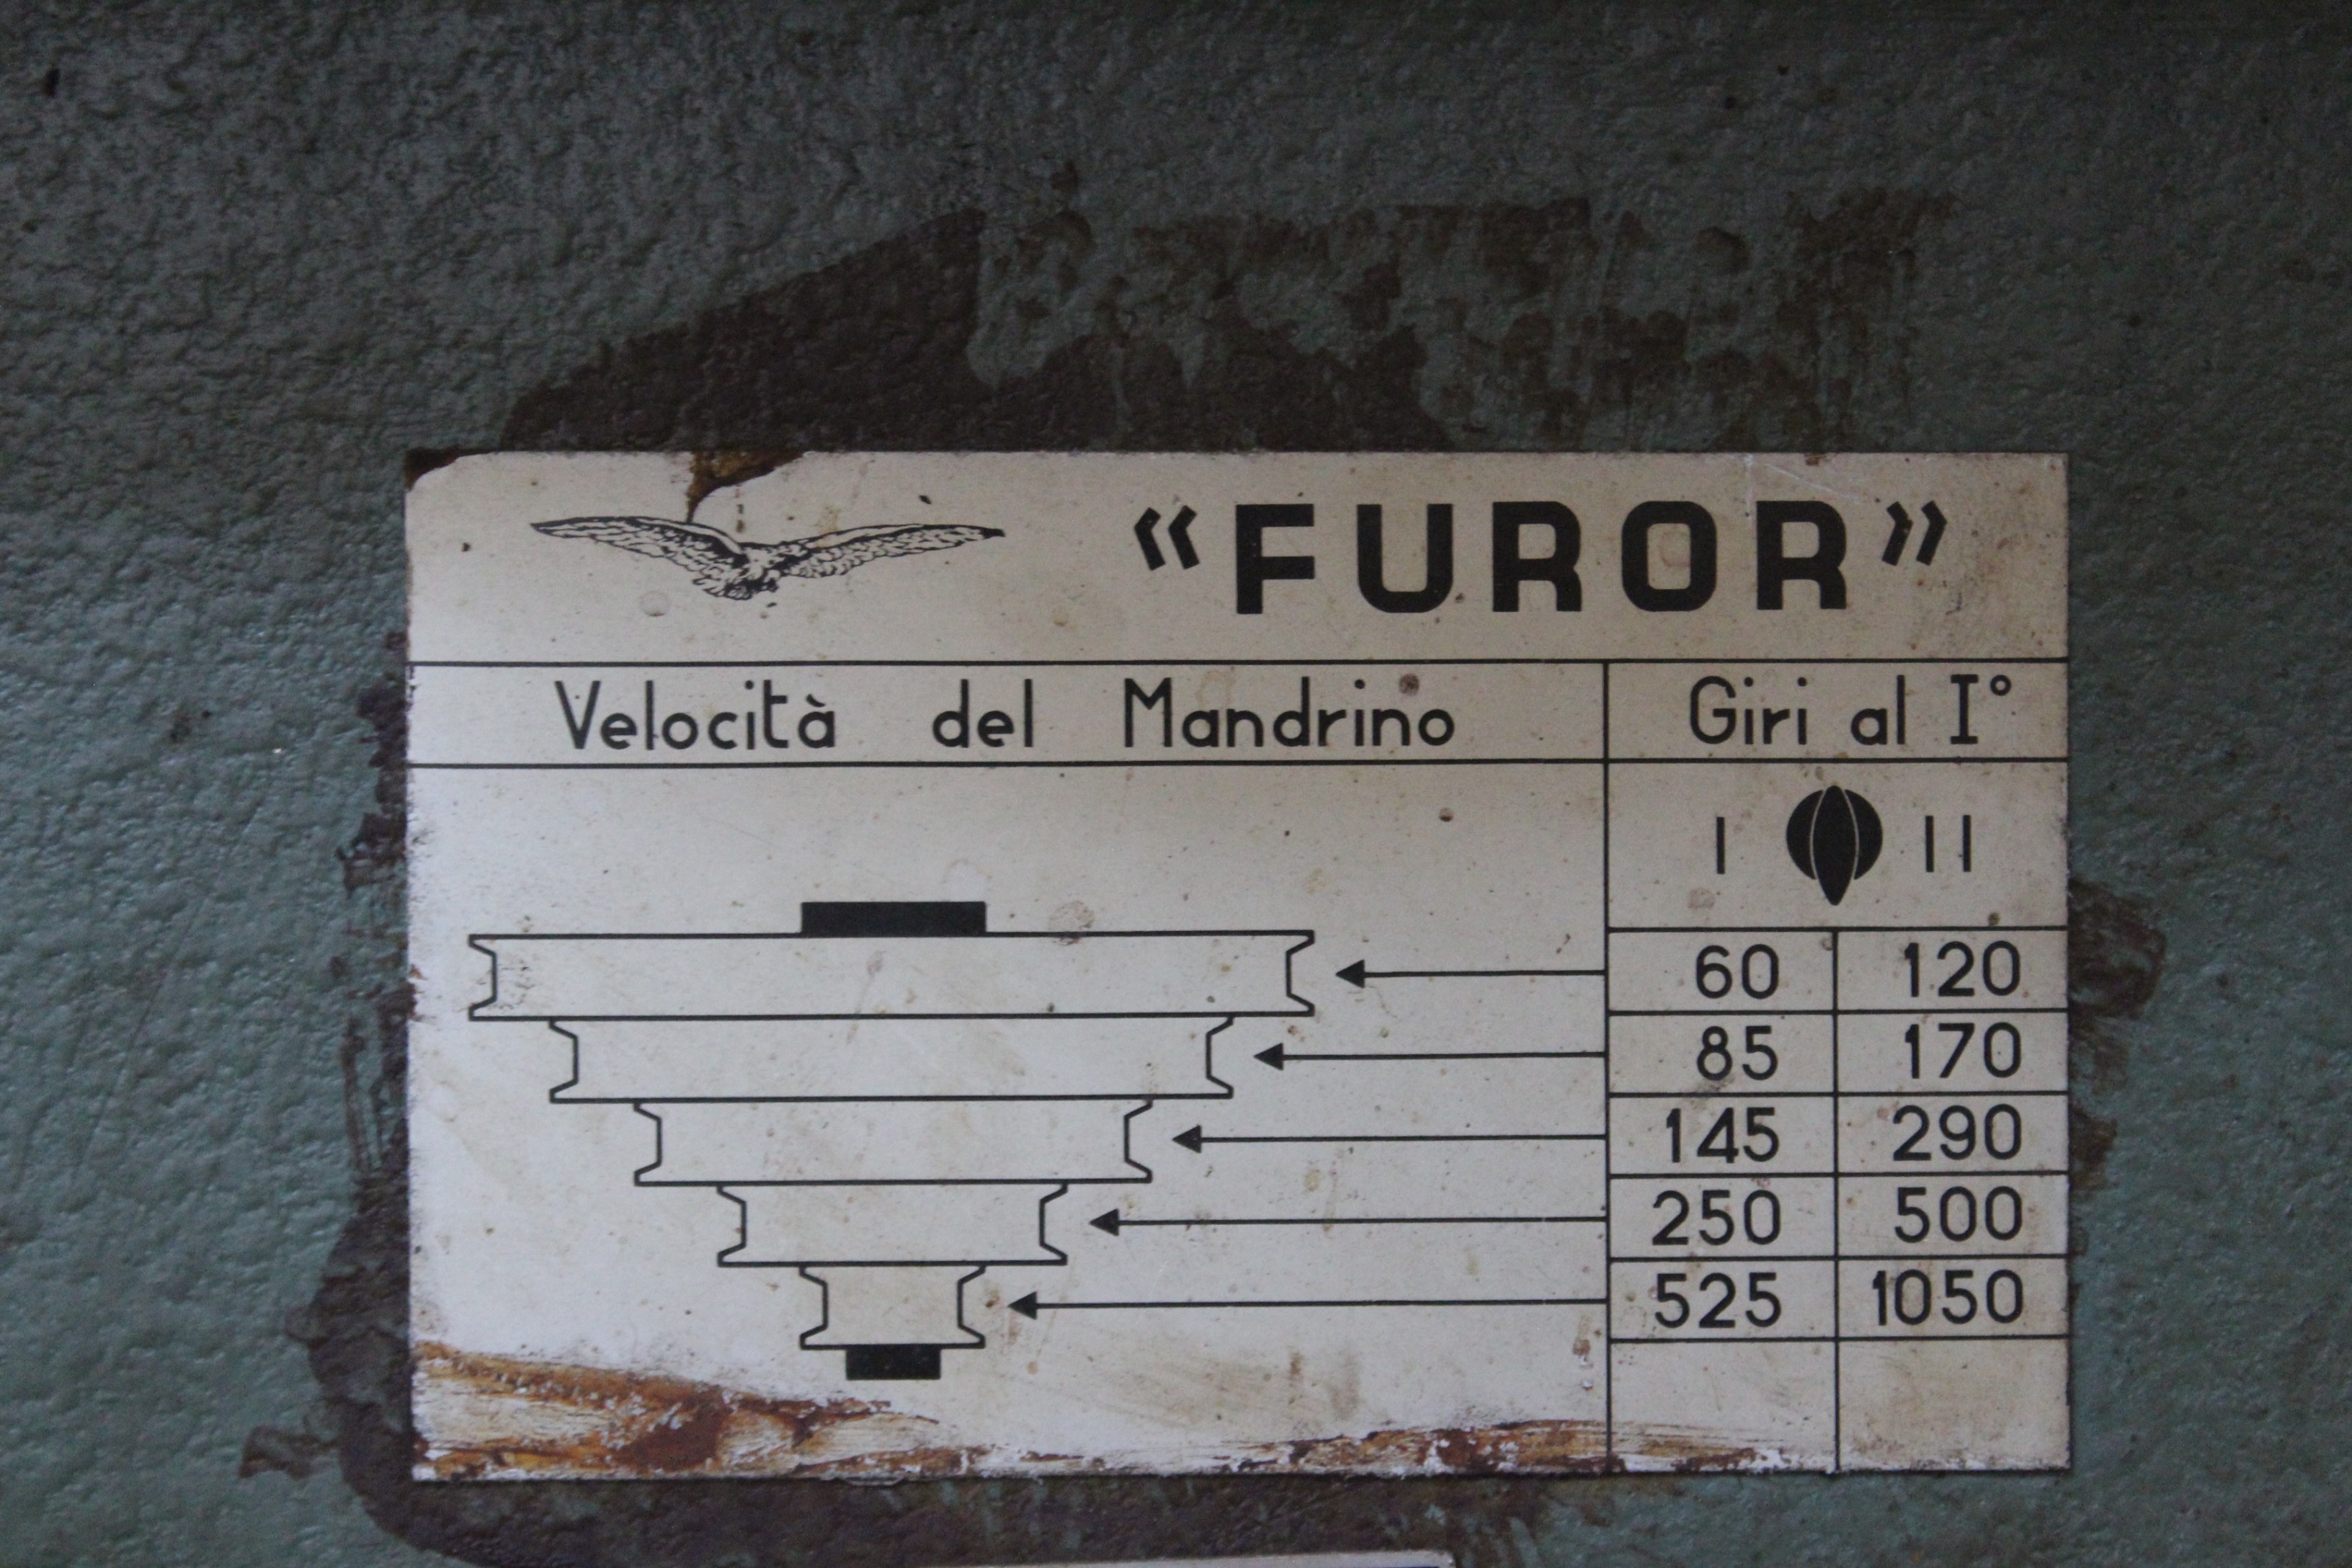 “FUROR”
Velocità del Mandrino Giri al I°
I II
60 120
85 170
145 290
250 500
525 1050